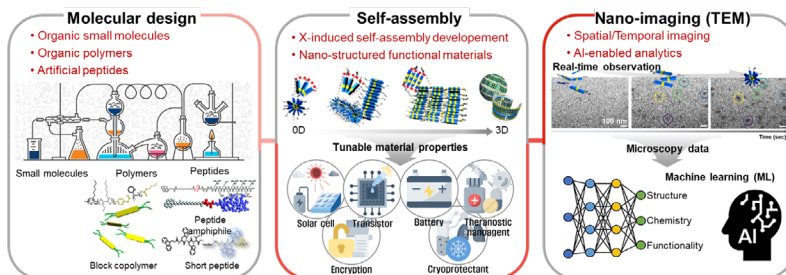 Molecular design
• Organic small molecules
• Organic polymers
• Artificial peptides
Small molecules
Polymers
Peptides
Peptide
amphiphile
Block copolymer
Short peptide
Self-assembly
• X-induced self-assembly developement
• Nano-structured functional materials
0D
3D
Tunable material properties
Solar cell
Transistor
Battery
Theranostic
nanoagent
Encryption
Cryoprotectant
Nano-imaging (TEM)
• Spatial/Temporal imaging
• AI-enabled analytics
Real-time observation
100 nm
Time (sec)
Microscopy data
Machine learning (ML)
Structure
Chemistry
Functionality
AI